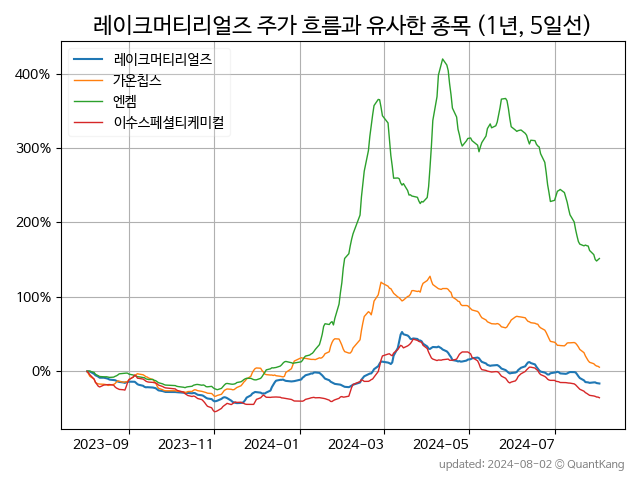 레이크머티리얼즈 주가 흐름과 유사한 종목 (1년, 5일선)
레이크머티리얼즈
가온칩스
엔켐
이수스페셜티케미컬
400%
300%
200%
100%
0%
2023-09 2023-11 2024-01 2024-03 2024-05 2024-07
updated: 2024-08-02 © QuantKang